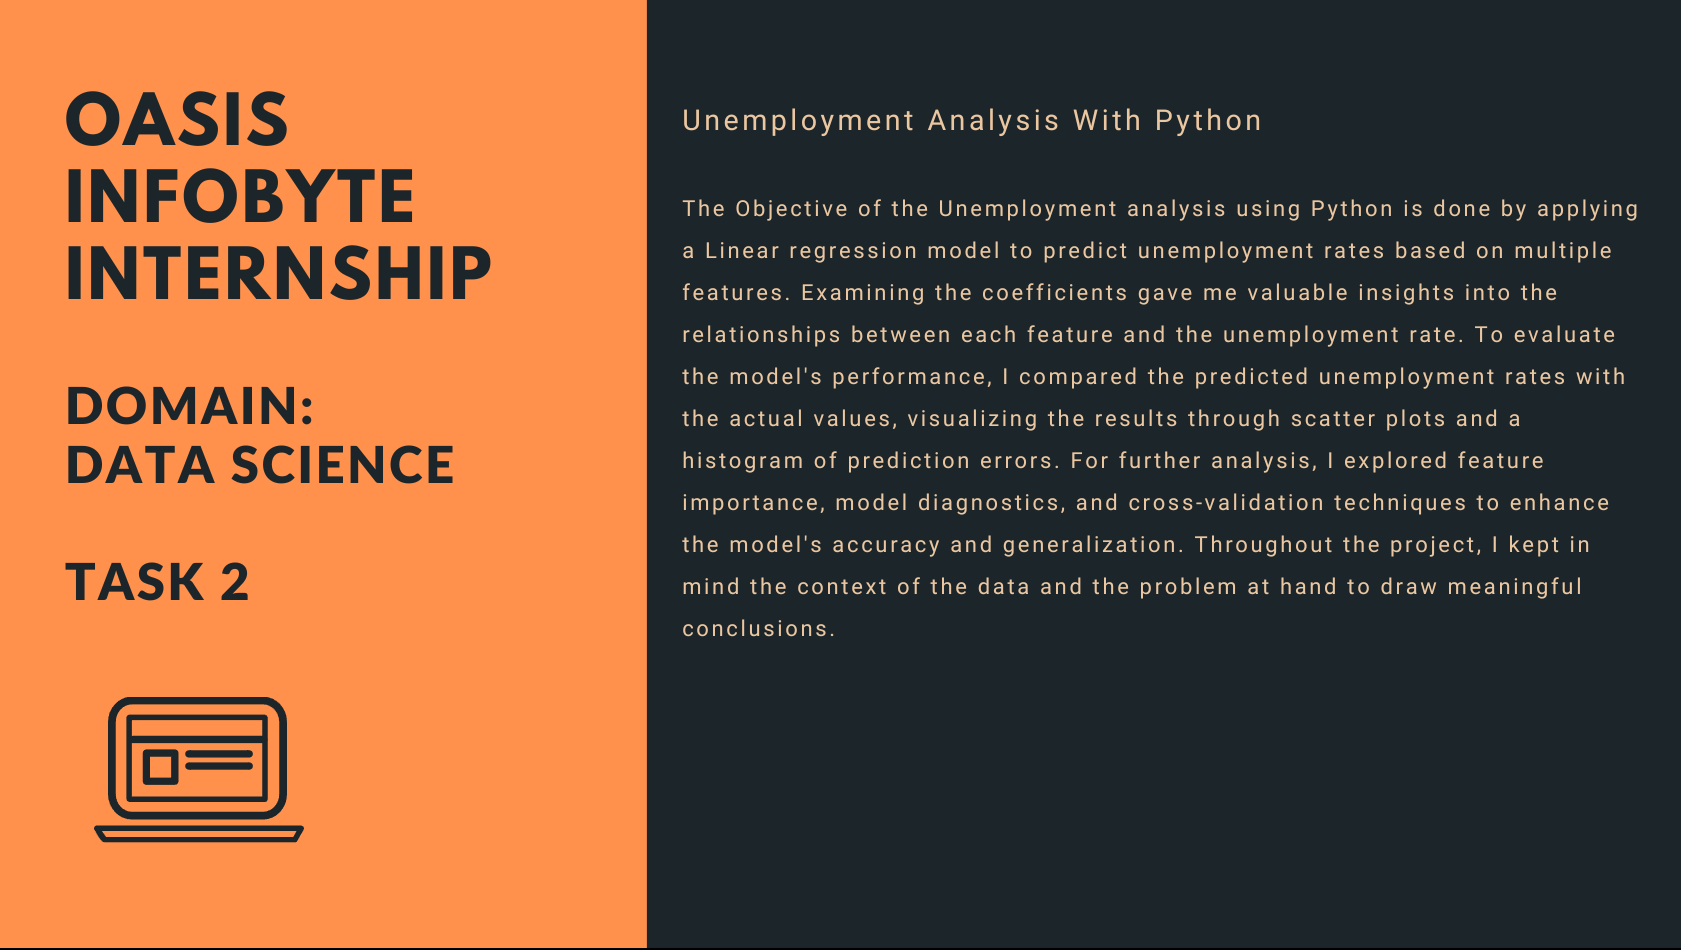 OASIS
INFOBYTE
INTERNSHIP
DOMAIN:
DATA SCIENCE
TASK 2
Unemployment Analysis With Python
The Objective of the Unemployment analysis using Python is done by applying
a Linear regression model to predict unemployment rates based on multiple
features. Examining the coefficients gave me valuable insights into the
relationships between each feature and the unemployment rate. To evaluate
the model's performance, I compared the predicted unemployment rates with
the actual values, visualizing the results through scatter plots and a
histogram of prediction errors. For further analysis, I explored feature
importance, model diagnostics, and cross-validation techniques to enhance
the model's accuracy and generalization. Throughout the project, I kept in
mind the context of the data and the problem at hand to draw meaningful
conclusions.